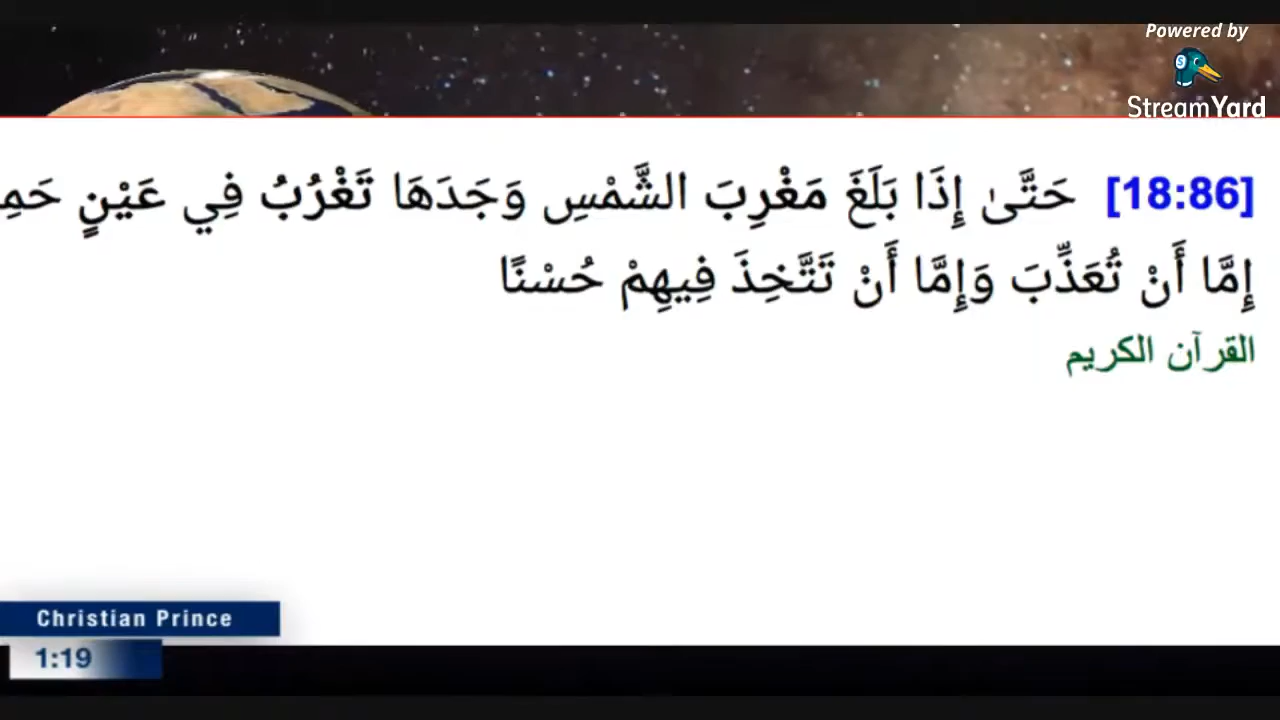 Powered by
StreamYard
[18:86] حَتَّىٰ إِذَا بَلَغَ مَغْرِبَ الشَّمْسِ وَجَدَهَا تَغْرُبُ فِي عَيْنٍ
إِمَّا أَنْ تُعَذِّبَ وَإِمَّا أَنْ تَتَّخِذَ فِيهِمْ حُسْنًا
القرآن الكريم
Christian Prince
1:19